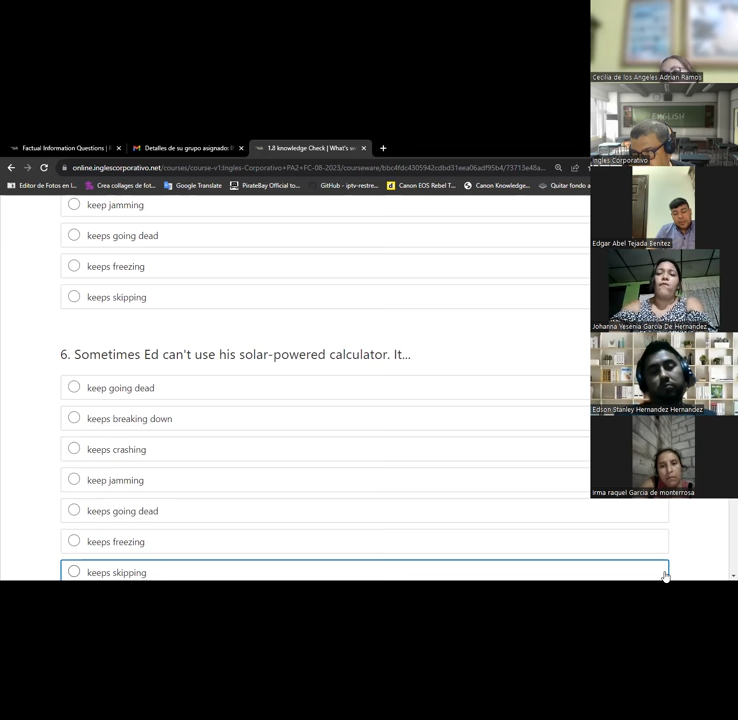 Cecilia de los Angeles Adrian Ramos
ENGLISH
Ingles Corporativo
Edgar Abel Tejada Benitez
Johanna Yesenia Garcia De Hernandez
Edson Stanley Hernandez Hernandez
Irma raquel Garcia de monterrosa
Factual Information Questions |
Detalles de su grupo asignado:
1.8 knowledge Check | What's w
online.inglescorporativo.net/courses/course-v1:Ingles-Corporativo+PA2+FC-08-2023/courseware/bbc4fdc4305942cdbd31eea06adf95b4/73713e48a...
Editor de Fotos en l...
Crea collages de fot...
Google Translate
PirateBay Official to...
GitHub - iptv-restre...
Canon EOS Rebel T...
Canon Knowledge...
Quitar fondo a
keep jamming
keeps going dead
keeps freezing
keeps skipping
6. Sometimes Ed can't use his solar-powered calculator. It...
keep going dead
keeps breaking down
keeps crashing
keep jamming
keeps going dead
keeps freezing
keeps skipping